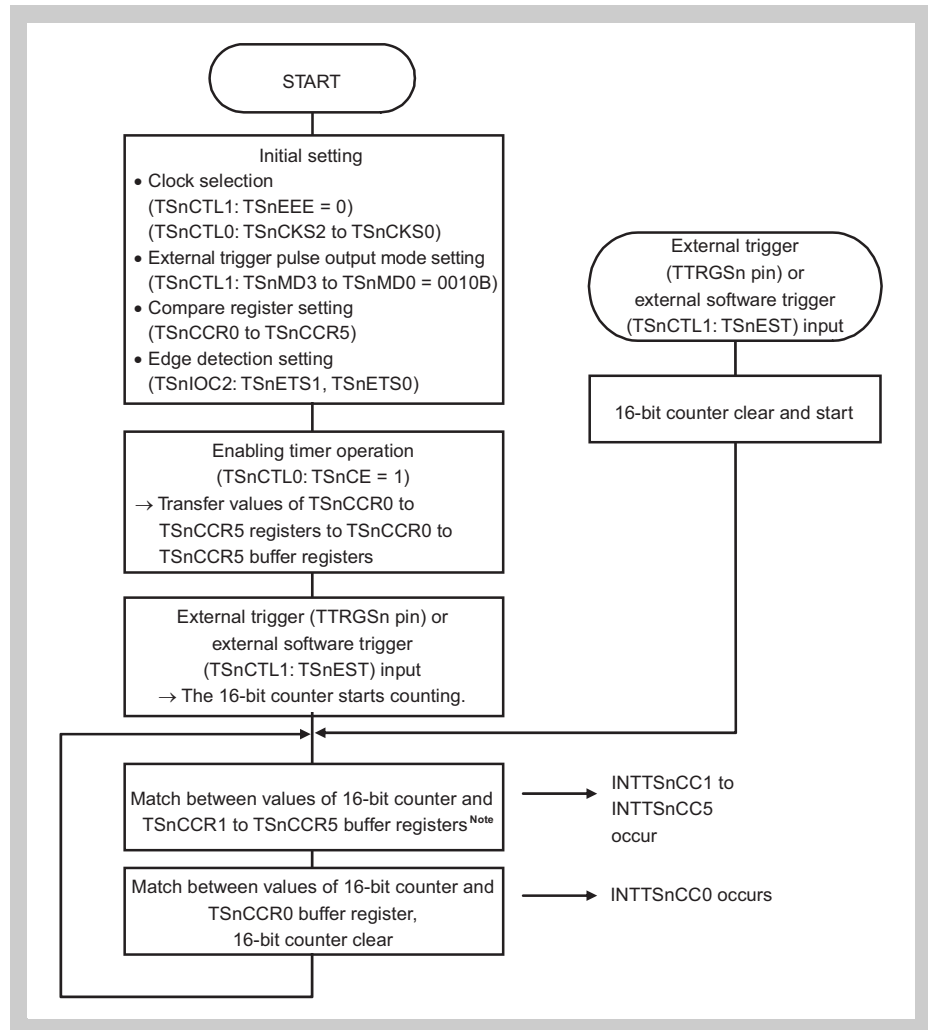 START
Initial setting
• Clock selection
(TSnCTL1: TSnEEE = 0)
(TSnCTL0: TSnCKS2 to TSnCKS0)
• External trigger pulse output mode setting
(TSnCTL1: TSnMD3 to TSnMD0 = 0010B)
• Compare register setting
(TSnCCR0 to TSnCCR5)
• Edge detection setting
(TSnIOC2: TSnETS1, TSnETS0)
Enabling timer operation
(TSnCTL0: TSnCE = 1)
→ Transfer values of TSnCCR0 to
TSnCCR5 registers to TSnCCR0 to
TSnCCR5 buffer registers
External trigger (TTRGSn pin) or
external software trigger
(TSnCTL1: TSnEST) input
→ The 16-bit counter starts counting.
External trigger
(TTRGSn pin) or
external software trigger
(TSnCTL1: TSnEST) input
16-bit counter clear and start
Match between values of 16-bit counter and
TSnCCR1 to TSnCCR5 buffer registers Note
INTTSnCC1 to
INTTSnCC5
occur
Match between values of 16-bit counter and
TSnCCR0 buffer register,
16-bit counter clear
INTTSnCC0 occurs